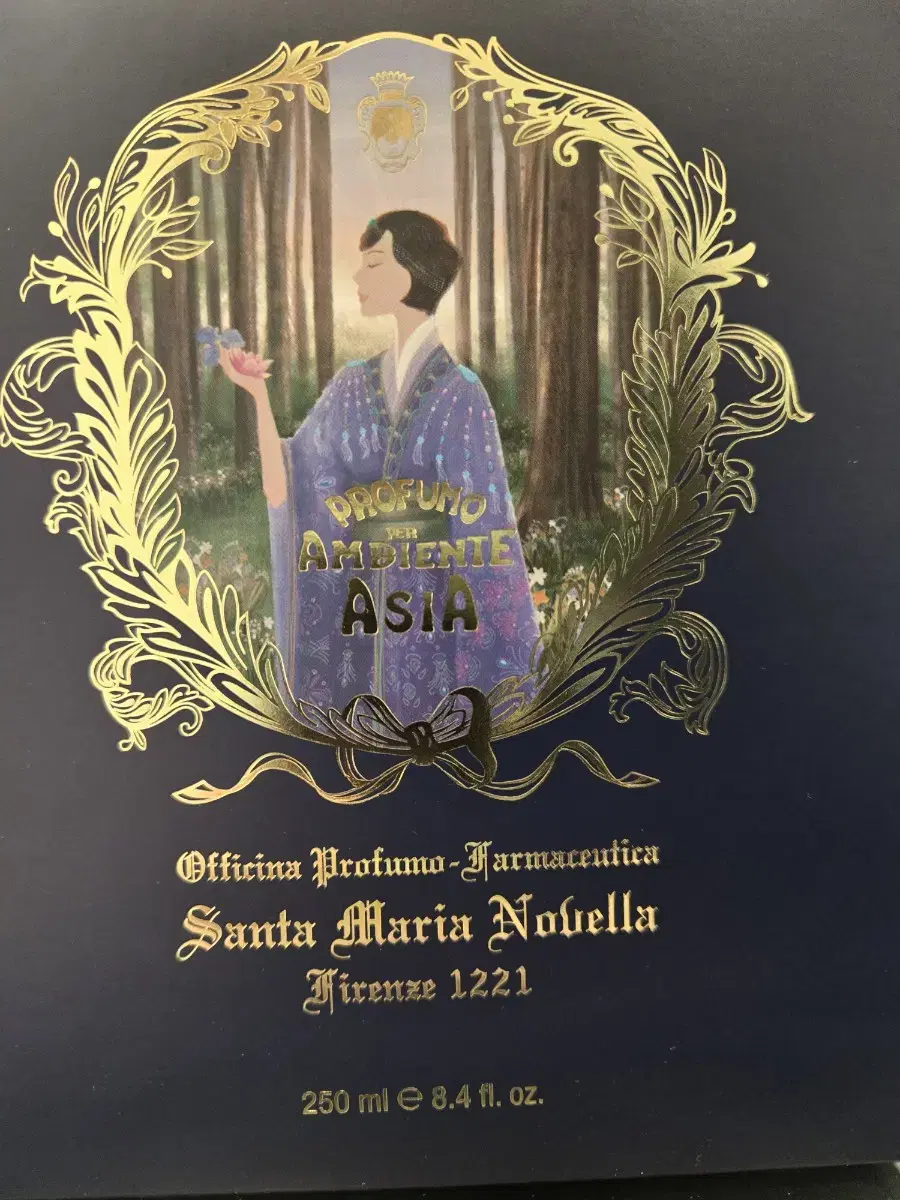 PROFUMO
PER
AMBIENTE
ASIA
Officina Profumo-Farmaceutica
Santa Maria Novella
Firenze 1221
250 ml ℮ 8.4 fl. oz.